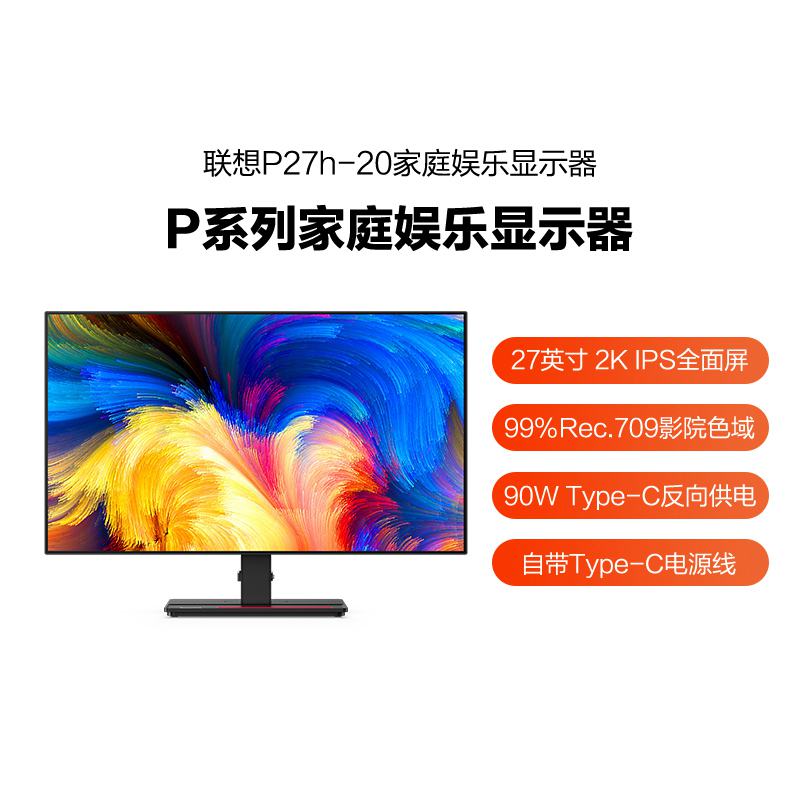 联想P27h-20家庭娱乐显示器
P系列家庭娱乐显示器
27英寸 2K IPS全面屏
99%Rec.709影院色域
90W Type-C反向供电
自带Type-C电源线